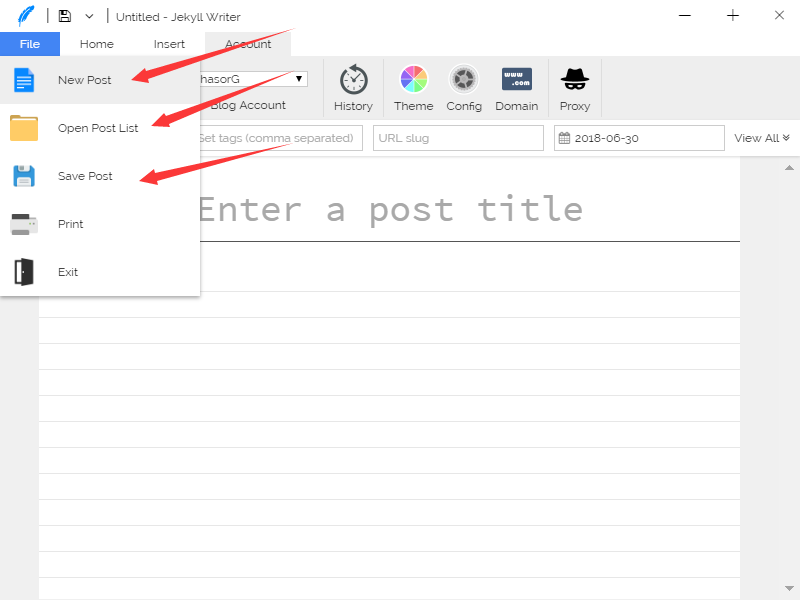 Untitled - Jekyll Writer
File Home Insert Account
New Post
Open Post List
Save Post
Print
Exit
hasorG
Blog Account
History
Theme Config Domain
www
.com
Proxy
Set tags (comma separated) URL slug 2018-06-30 View All
Enter a post title